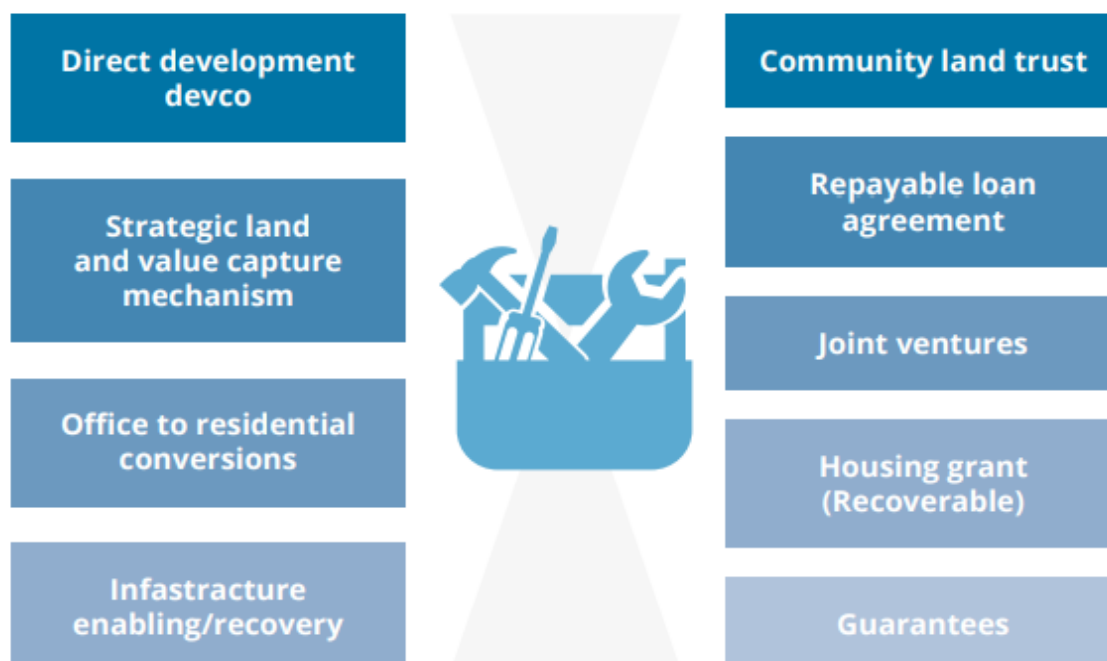 Direct development
devco
Strategic land
and value capture
mechanism
Office to residential
conversions
Infastracture
enabling/recovery
Community land trust
Repayable loan
agreement
Joint ventures
Housing grant
(Recoverable)
Guarantees